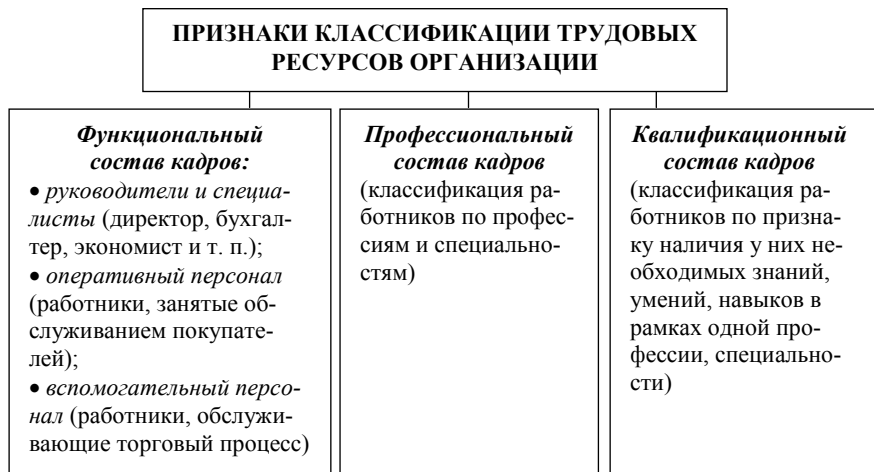 ПРИЗНАКИ КЛАССИФИКАЦИИ ТРУДОВЫХ
РЕСУРСОВ ОРГАНИЗАЦИИ
Функциональный
состав кадров:
• руководители и специа-
листы (директор, бухгал-
тер, экономист и т. п.);
• оперативный персонал
(работники, занятые об-
служиванием покупате-
лей);
• вспомогательный персо-
нал (работники, обслужи-
вающие торговый процесс)
Профессиональный
состав кадров
(классификация ра-
ботников по профес-
сиям и специально-
стям)
Квалификационный
состав кадров
(классификация ра-
ботников по призна-
ку наличия у них не-
обходимых знаний,
умений, навыков в
рамках одной про-
фессии, специально-
сти)